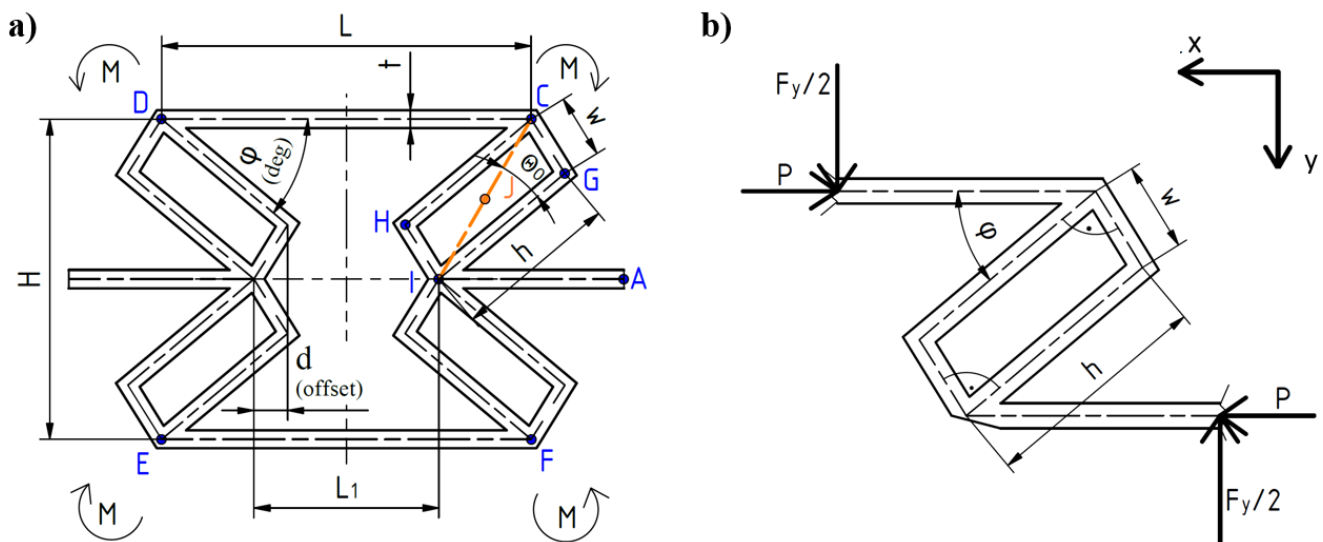 a)
b)
L
M
M
t
D
C
w
φ
(deg)
Θ0
J
G
H
H
h
I
A
d
(offset)
E
F
L1
M
M
x
y
Fy/2
P
w
φ
h
P
Fy/2